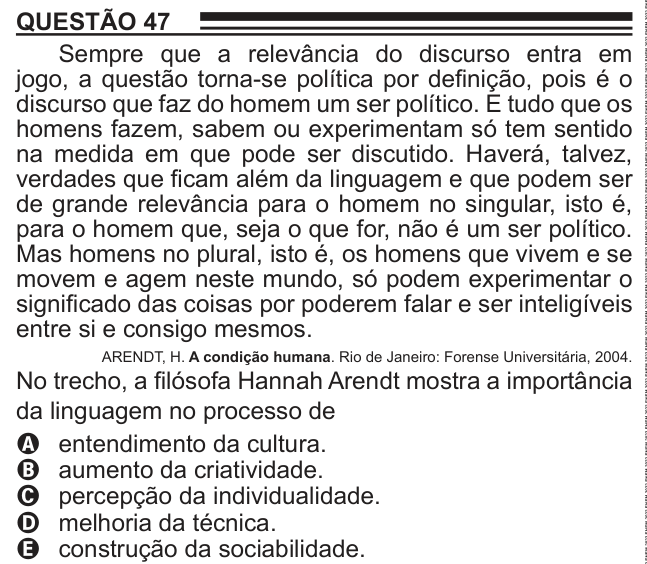 QUESTÃO 47
Sempre que a relevância do discurso entra em
jogo, a questão torna-se política por definição, pois é o
discurso que faz do homem um ser político. E tudo que os
homens fazem, sabem ou experimentam só tem sentido
na medida em que pode ser discutido. Haverá, talvez,
verdades que ficam além da linguagem e que podem ser
de grande relevância para o homem no singular, isto é,
para o homem que, seja o que for, não é um ser político.
Mas homens no plural, isto é, os homens que vivem e se
movem e agem neste mundo, só podem experimentar o
significado das coisas por poderem falar e ser inteligíveis
entre si e consigo mesmos.
ARENDT, H. A condição humana. Rio de Janeiro: Forense Universitária, 2004.
No trecho, a filósofa Hannah Arendt mostra a importância
da linguagem no processo de
A entendimento da cultura.
B aumento da criatividade.
C percepção da individualidade.
D melhoria da técnica.
E construção da sociabilidade.